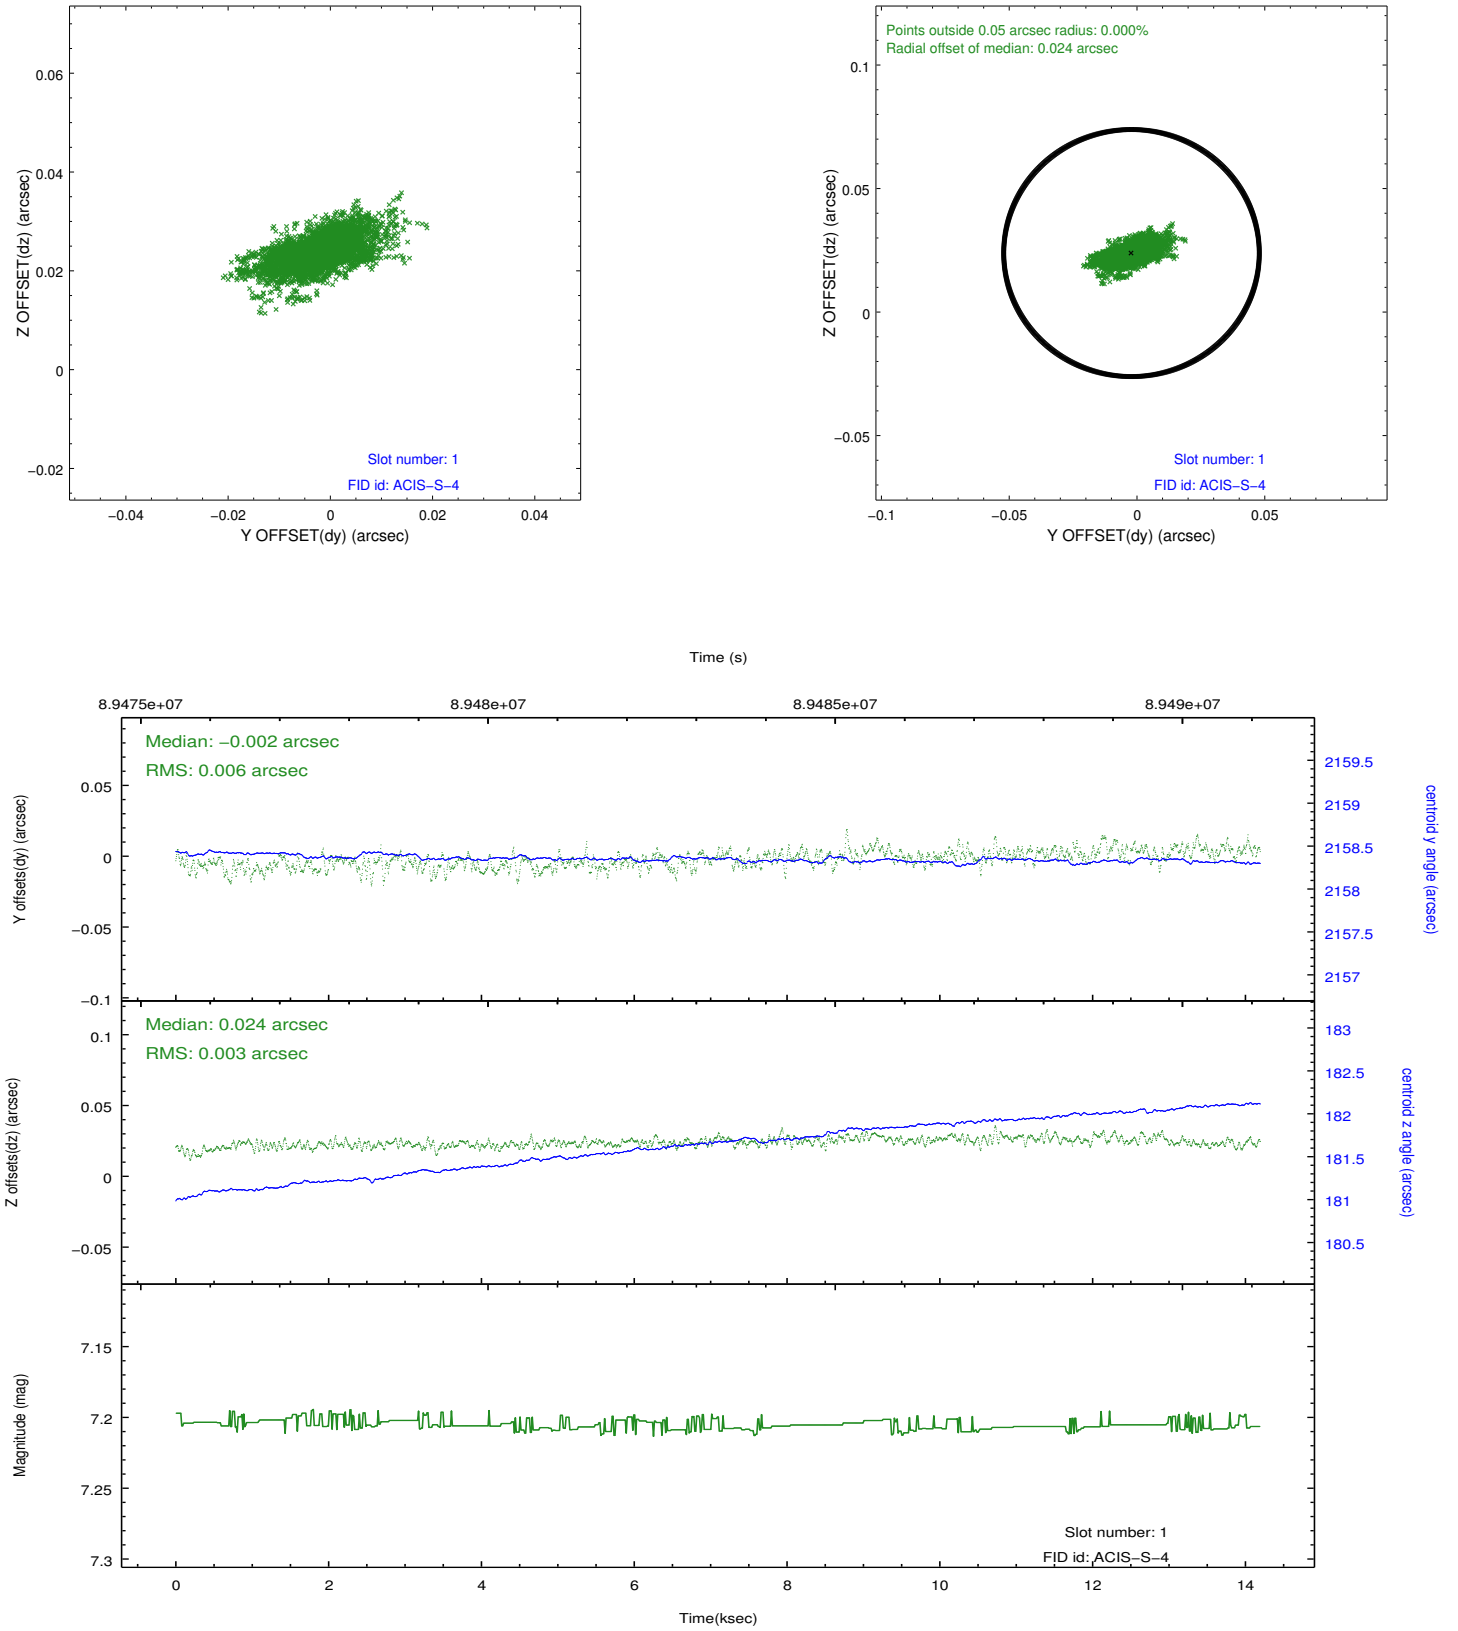 0.06
0.04
0.02
0
−0.02
Z OFFSET(dz) (arcsec)
Slot number: 1
FID id: ACIS−S−4
−0.04
−0.02
0
0.02
0.04
Y OFFSET(dy) (arcsec)
Points outside 0.05 arcsec radius: 0.000%
Radial offset of median: 0.024 arcsec
0.1
0.05
0
−0.05
Z OFFSET(dz) (arcsec)
Slot number: 1
FID id: ACIS−S−4
−0.1
−0.05
0
0.05
Y OFFSET(dy) (arcsec)
Time (s)
8.9475e+07
8.948e+07
8.9485e+07
8.949e+07
Median: −0.002 arcsec
RMS: 0.006 arcsec
0.05
0
−0.05
−0.1
Y offsets(dy) (arcsec)
2159.5
2159
2158.5
2158
2157.5
2157
centroid y angle (arcsec)
Median: 0.024 arcsec
RMS: 0.003 arcsec
0.1
0.05
0
−0.05
Z offsets(dz) (arcsec)
183
182.5
182
181.5
181
180.5
centroid z angle (arcsec)
7.15
7.2
7.25
7.3
Magnitude (mag)
Slot number: 1
FID id: ACIS−S−4
0
2
4
6
8
10
12
14
Time(ksec)